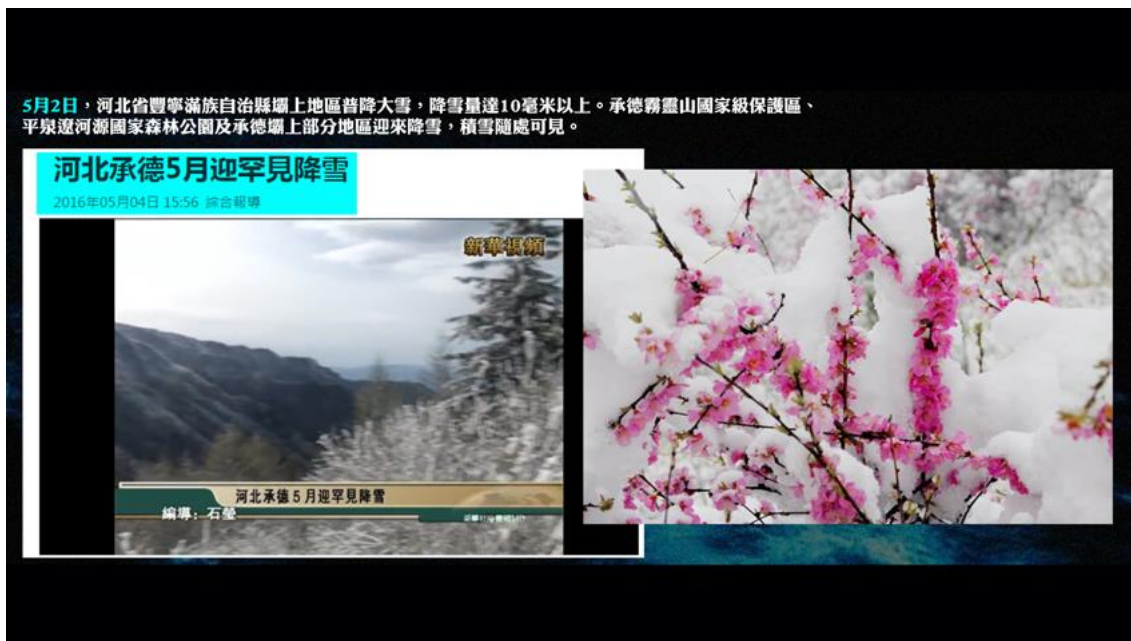 5月2日，河北省豐寧滿族自治縣壩上地區普降大雪，降雪量達10毫米以上。承德霧靈山國家級保護區、
平泉遼河源國家森林公園及承德壩上部分地區迎來降雪，積雪隨處可見。
河北承德5月迎罕見降雪
2016年05月04日 15:56 綜合報導
新華視頻
河北承德5月迎罕見降雪
編導：石瑩